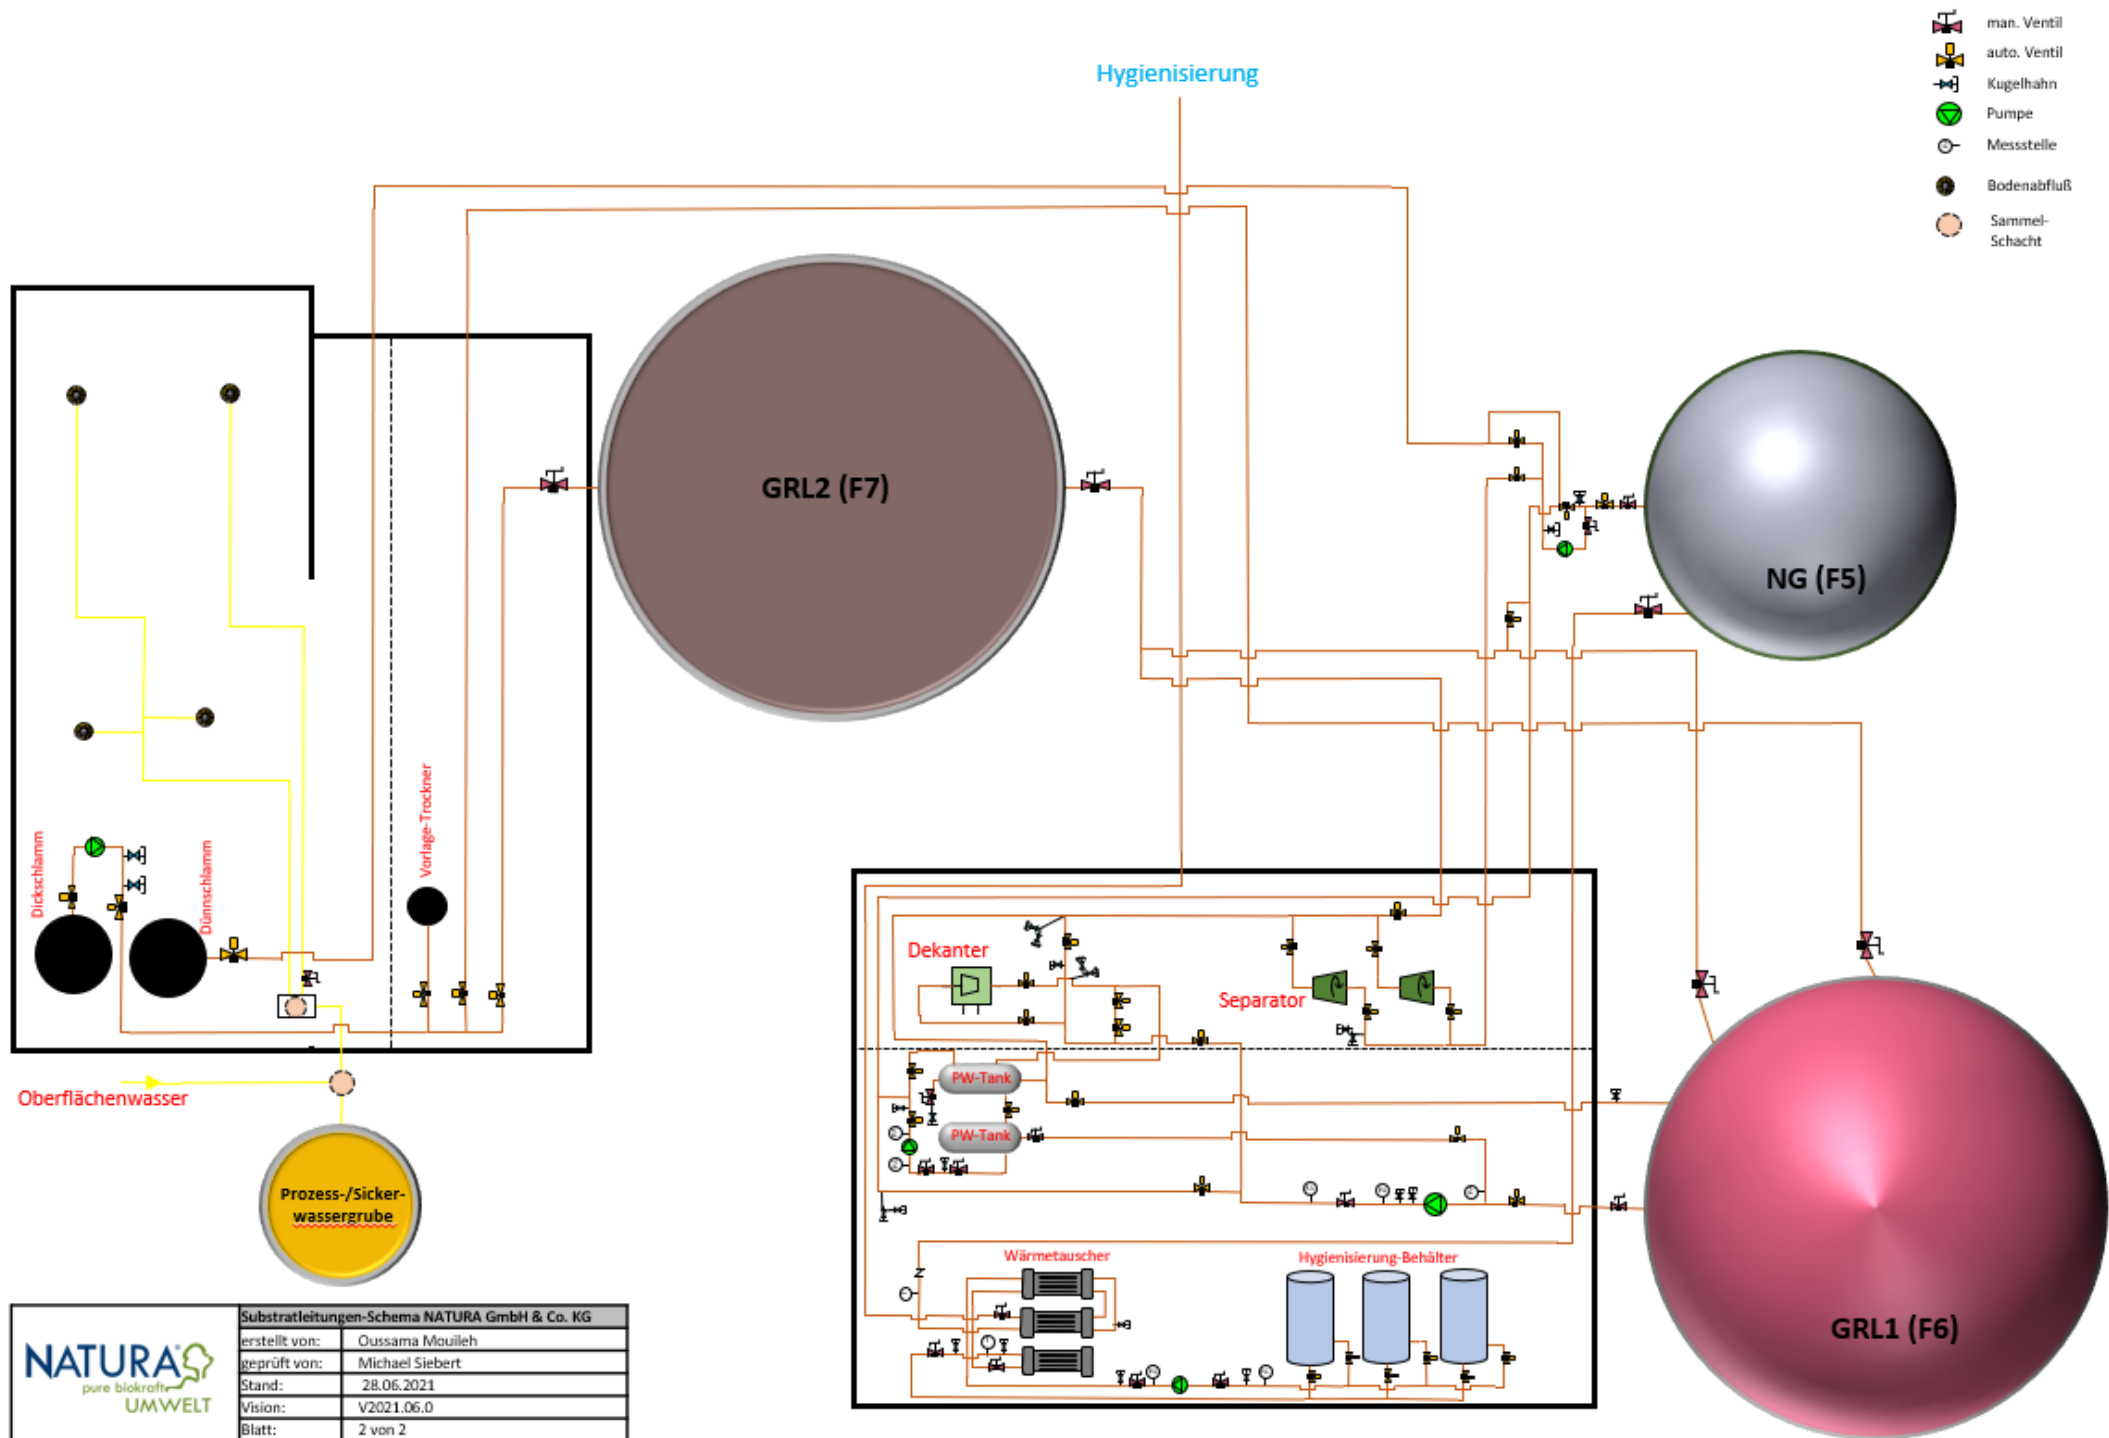 man. Ventil
auto. Ventil
Kugelhahn
Pumpe
Messstelle
Bodenabfluß
Sammel-
Schacht
Hygienisierung
GRL2 (F7)
NG (F5)
Vorlage-Trockner
Dickschlamm
Dünnschlamm
Dekanter
Separator
PW-Tank
PW-Tank
Oberflächenwasser
Prozess-/Sicker-
wassergrube
Wärmetauscher
Hygienisierung-Behälter
GRL1 (F6)
NATURA
pure biokraft
UMWELT
Substratleitungen-Schema NATURA GmbH & Co. KG
erstellt von: Oussama Mouileh
geprüft von: Michael Siebert
Stand: 28.06.2021
Vision: V2021.06.0
Blatt: 2 von 2